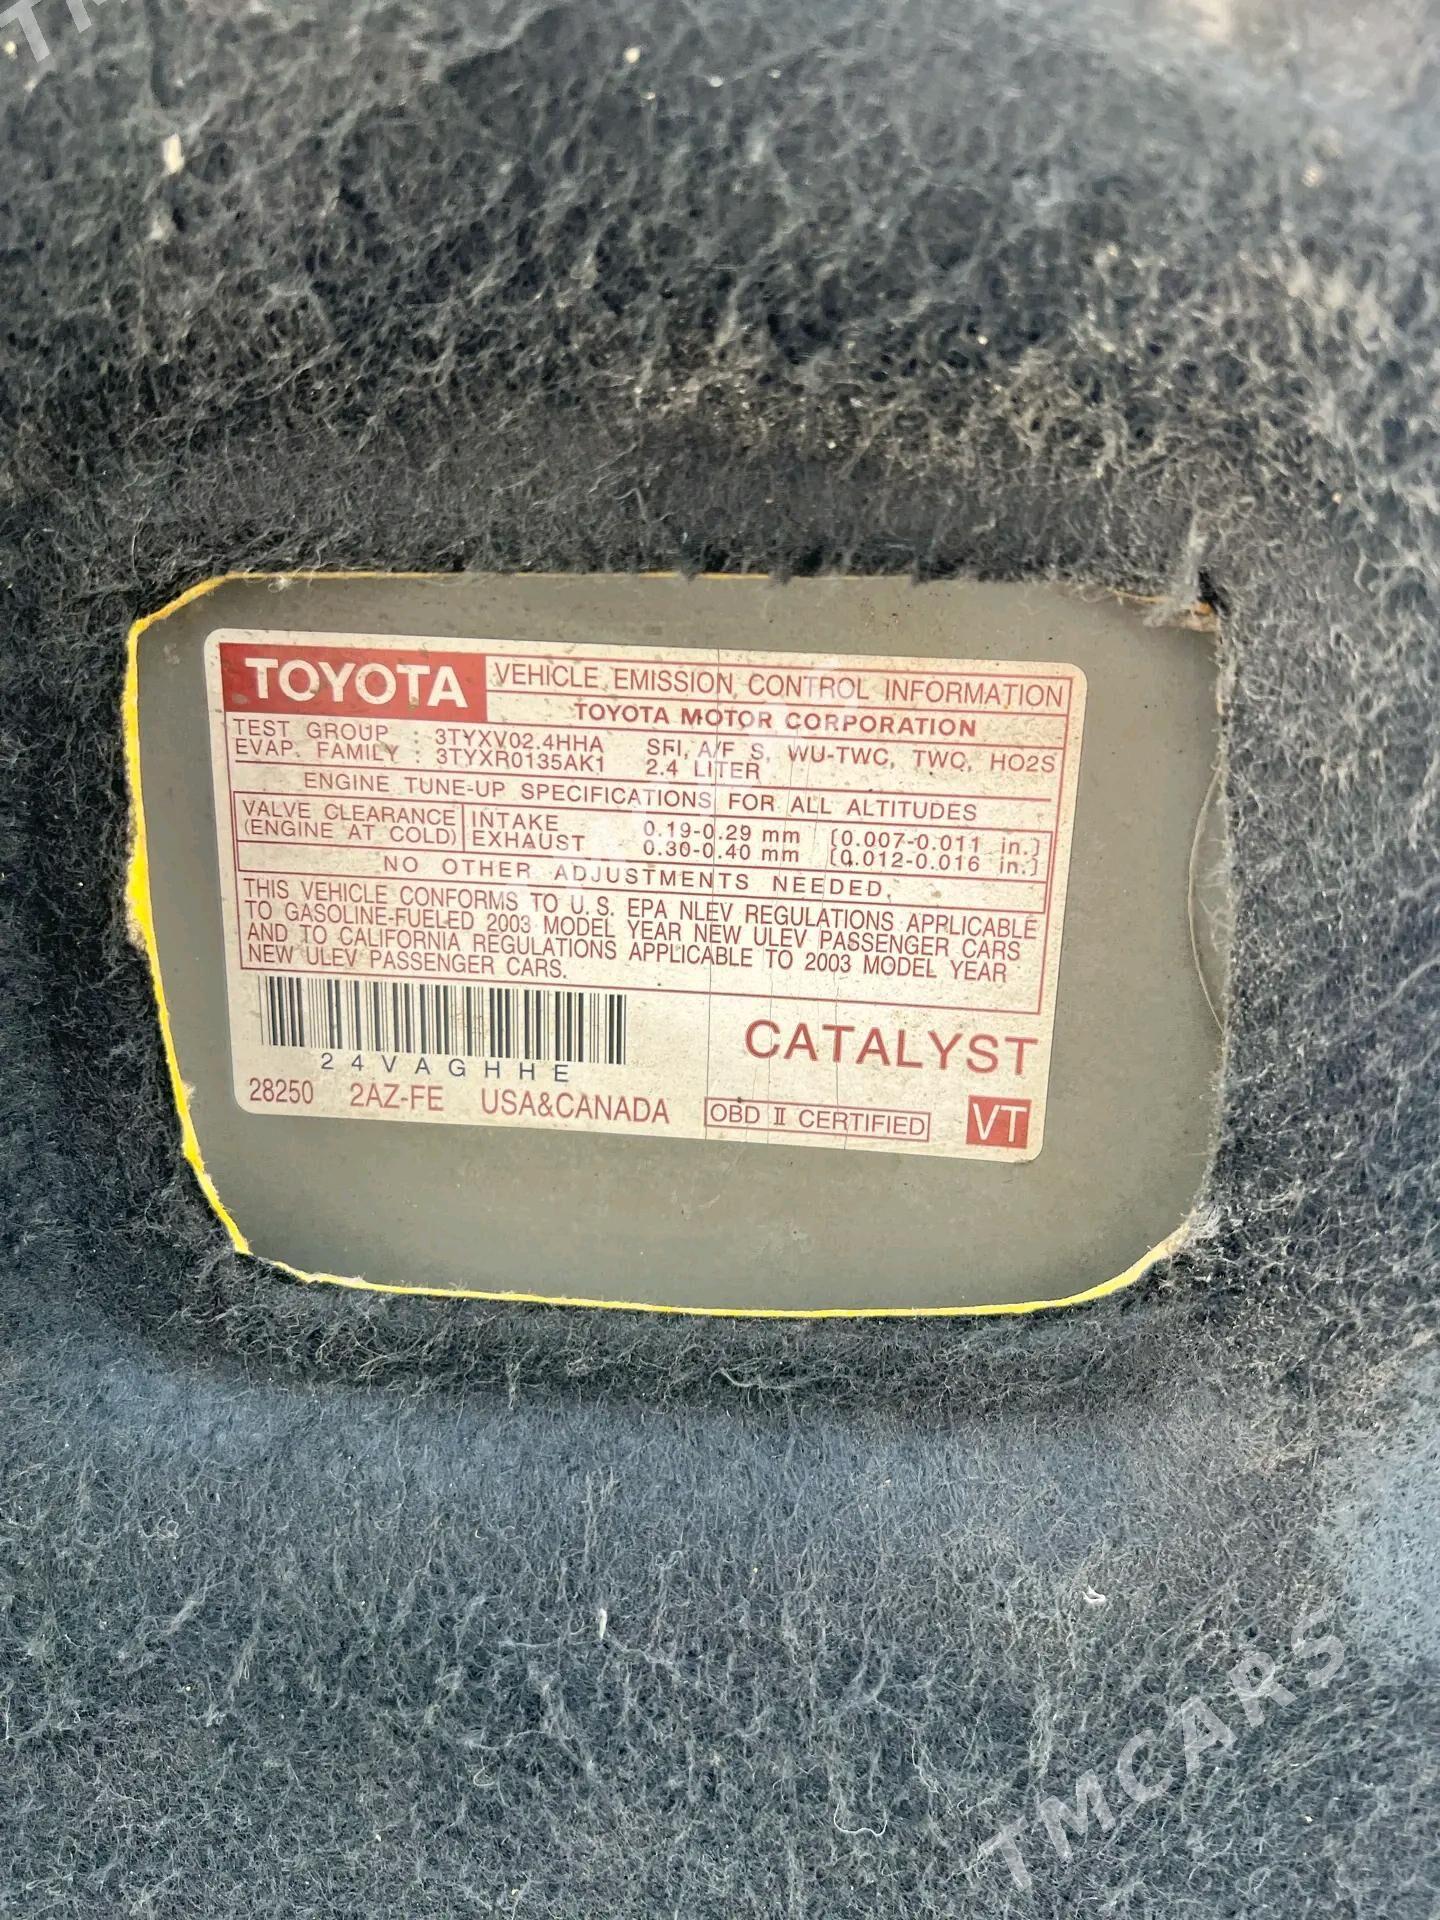 TOYOTA VEHICLE EMISSION CONTROL INFORMATION
TOYOTA MOTOR CORPORATION
TEST GROUP : 3TYXV02.4HHA SFI, A/F S, WU-TWC, TWC, HO2S
EVAP. FAMILY : 3TYXR0135AK1 2.4 LITER
ENGINE TUNE-UP SPECIFICATIONS FOR ALL ALTITUDES
VALVE CLEARANCE INTAKE 0.19-0.29 mm [0.007-0.011 in.]
(ENGINE AT COLD) EXHAUST 0.30-0.40 mm [0.012-0.016 in.]
NO OTHER ADJUSTMENTS NEEDED.
THIS VEHICLE CONFORMS TO U.S. EPA NLEV REGULATIONS APPLICABLE
TO GASOLINE-FUELED 2003 MODEL YEAR NEW ULEV PASSENGER CARS
AND TO CALIFORNIA REGULATIONS APPLICABLE TO 2003 MODEL YEAR
NEW ULEV PASSENGER CARS.
CATALYST
24VAGHHE
28250 2AZ-FE USA&CANADA OBD II CERTIFIED VT
TMCARS